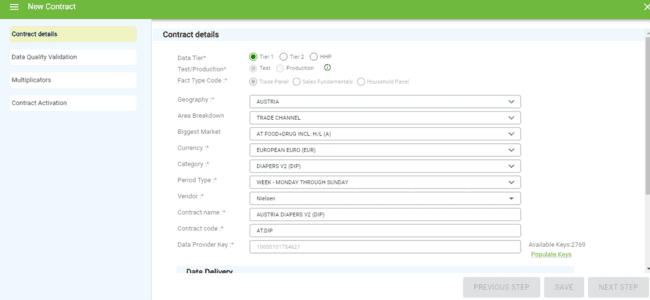 New Contract
Contract details
Data Quality Validation
Multiplicators
Contract Activation
Contract details
Data Tier* Tier 1 Tier 2 HHP
Test/Production* Test Production
Fact Type Code :* Trade Panel Sales Fundamentals Household Panel
Geography :* AUSTRIA
Area Breakdown TRADE CHANNEL
Biggest Market AT FOOD+DRUG INCL. H/L (A)
Currency :* EUROPEAN EURO (EUR)
Category :* DIAPERS V2 (DIP)
Period Type :* WEEK - MONDAY THROUGH SUNDAY
Vendor :* Nielsen
Contract name :* AUSTRIA DIAPERS V2 (DIP)
Contract code :* AT.DIP
Data Provider Key :* 10000101754621 Available Keys:2769
Populate Keys
Data Delivery
PREVIOUS STEP SAVE NEXT STEP